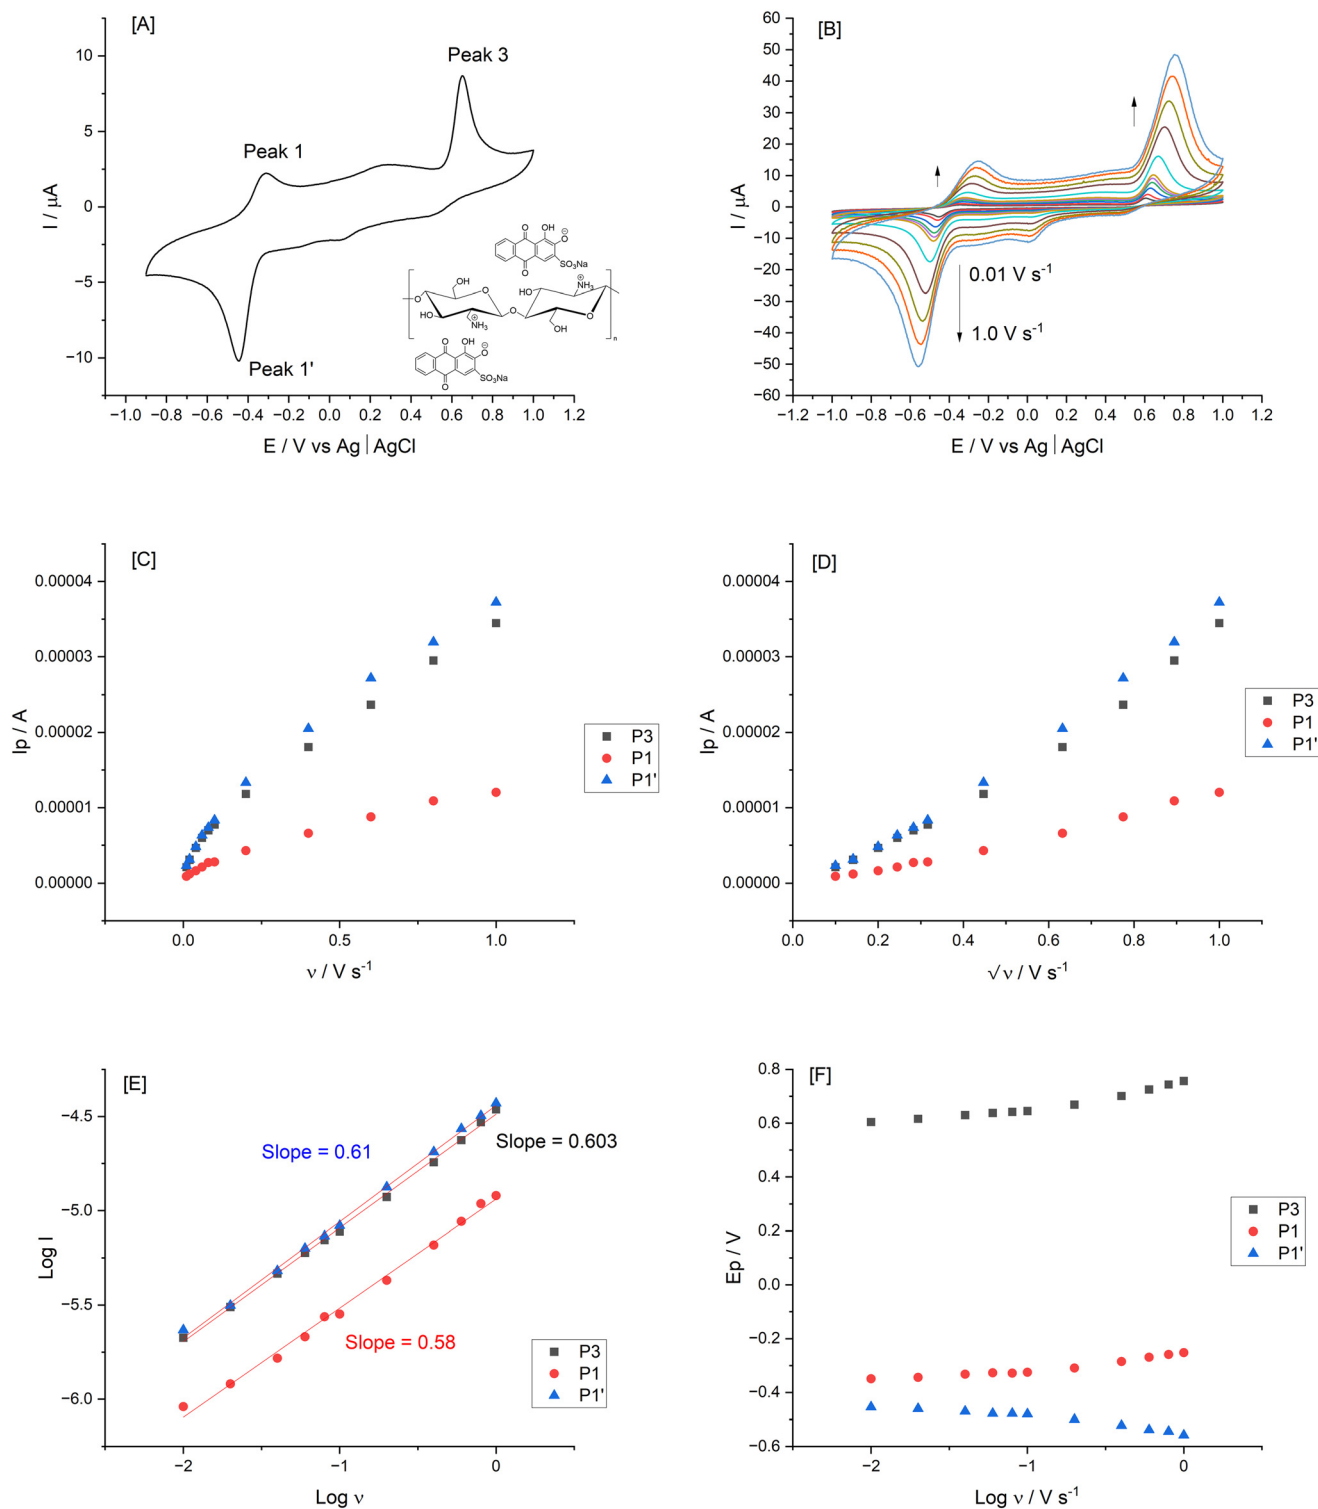 [A]
Peak 3
Peak 1
Peak 1'
10
5
0
−5
−10
I / μA
−1.0 −0.8 −0.6 −0.4 −0.2 0.0 0.2 0.4 0.6 0.8 1.0 1.2
E / V vs Ag | AgCl
O OH
O ⊖
SO₃Na
O
OH
HO
O
⊕
NH₃
O
HO
⊕
NH₃
O
O
OH
n
O OH
O ⊖
SO₃Na
O
[B]
60
50
40
30
20
10
0
−10
−20
−30
−40
−50
−60
I / μA
0.01 V s⁻¹
1.0 V s⁻¹
−1.2 −1.0 −0.8 −0.6 −0.4 −0.2 0.0 0.2 0.4 0.6 0.8 1.0 1.2
E / V vs Ag | AgCl
[C]
0.00004
0.00003
0.00002
0.00001
0.00000
Ip / A
P3
P1
P1'
0.0 0.5 1.0
ν / V s⁻¹
[D]
0.00004
0.00003
0.00002
0.00001
0.00000
Ip / A
P3
P1
P1'
0.0 0.2 0.4 0.6 0.8 1.0
√ν / V s⁻¹
[E]
−4.5
−5.0
−5.5
−6.0
Log I
Slope = 0.61
Slope = 0.603
Slope = 0.58
P3
P1
P1'
−2 −1 0
Log ν
[F]
0.8
0.6
0.4
0.2
0.0
−0.2
−0.4
−0.6
Ep / V
P3
P1
P1'
−2 −1 0
Log ν / V s⁻¹